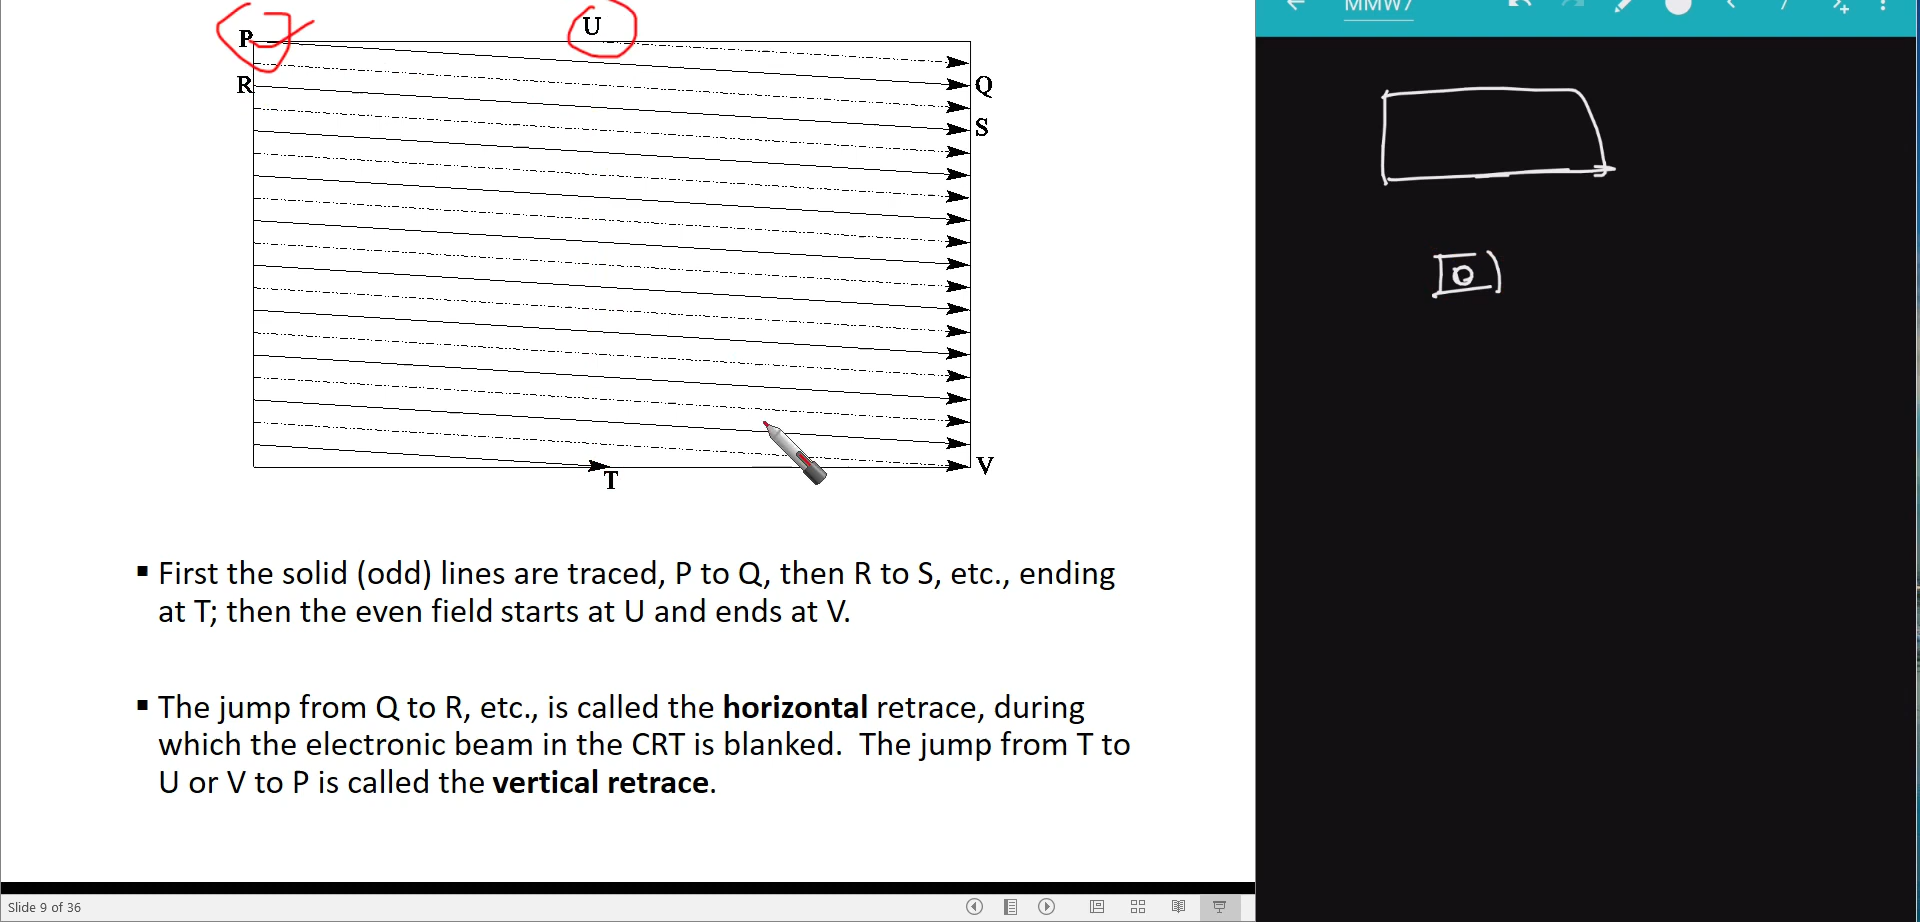 P
U
R
Q
S
V
T
▪ First the solid (odd) lines are traced, P to Q, then R to S, etc., ending
at T; then the even field starts at U and ends at V.
▪ The jump from Q to R, etc., is called the horizontal retrace, during
which the electronic beam in the CRT is blanked. The jump from T to
U or V to P is called the vertical retrace.
Slide 9 of 36
MMW7